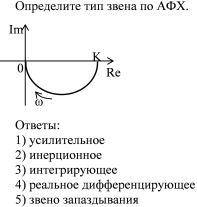 Определите тип звена по АФХ.
Im
K
0
Re
ω
Ответы:
1) усилительное
2) инерционное
3) интегрирующее
4) реальное дифференцирующее
5) звено запаздывания